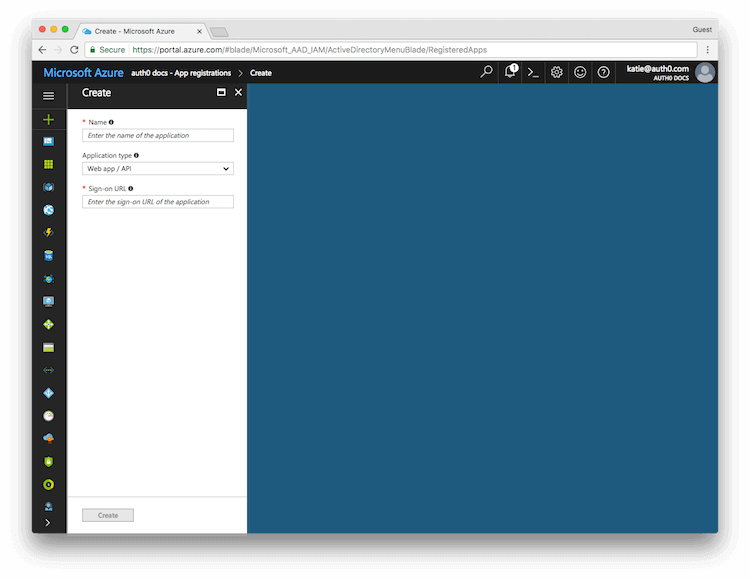 Create - Microsoft Azure
Guest
Secure https://portal.azure.com/#blade/Microsoft_AAD_IAM/ActiveDirectoryMenuBlade/RegisteredApps
Microsoft Azure auth0 docs - App registrations > Create
1
katie@auth0.com
AUTH0 DOCS
Create
* Name
Enter the name of the application
Application type
Web app / API
* Sign-on URL
Enter the sign-on URL of the application
Create